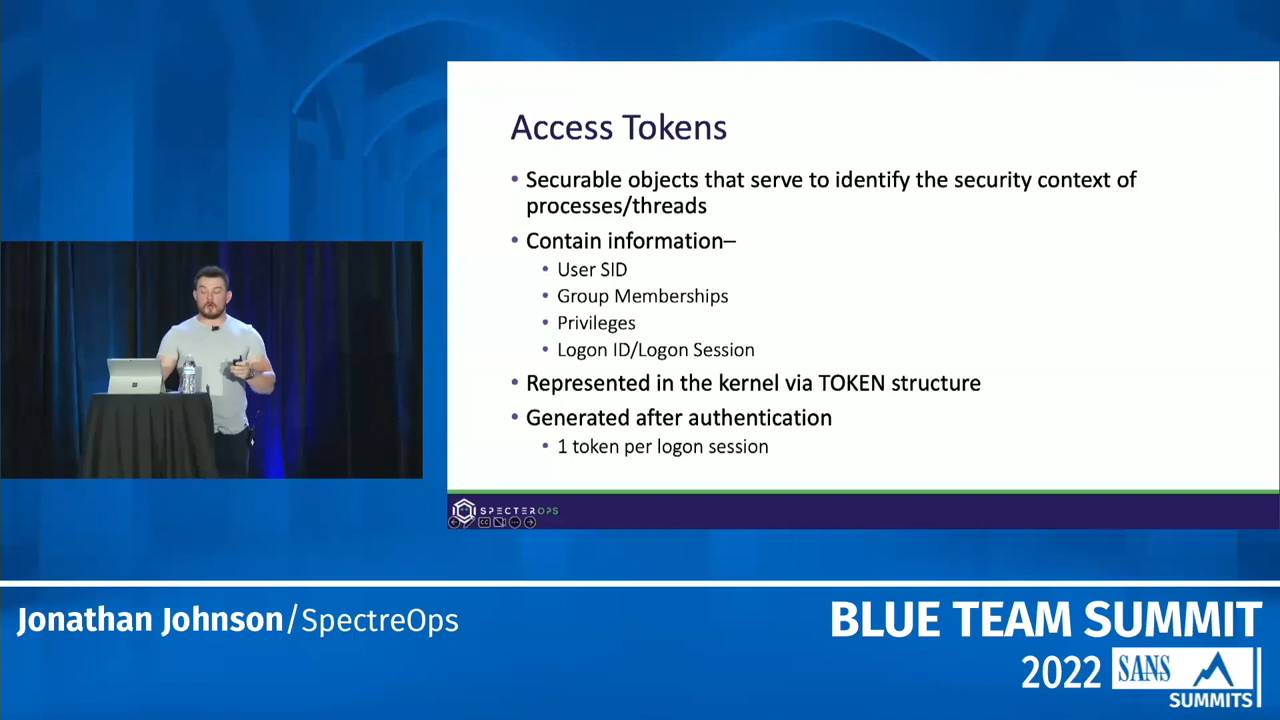 Access Tokens
• Securable objects that serve to identify the security context of
processes/threads
• Contain information–
• User SID
• Group Memberships
• Privileges
• Logon ID/Logon Session
• Represented in the kernel via TOKEN structure
• Generated after authentication
• 1 token per logon session
SPECTEROPS
CC
Jonathan Johnson/SpectreOps
BLUE TEAM SUMMIT
2022
SANS
SUMMITS